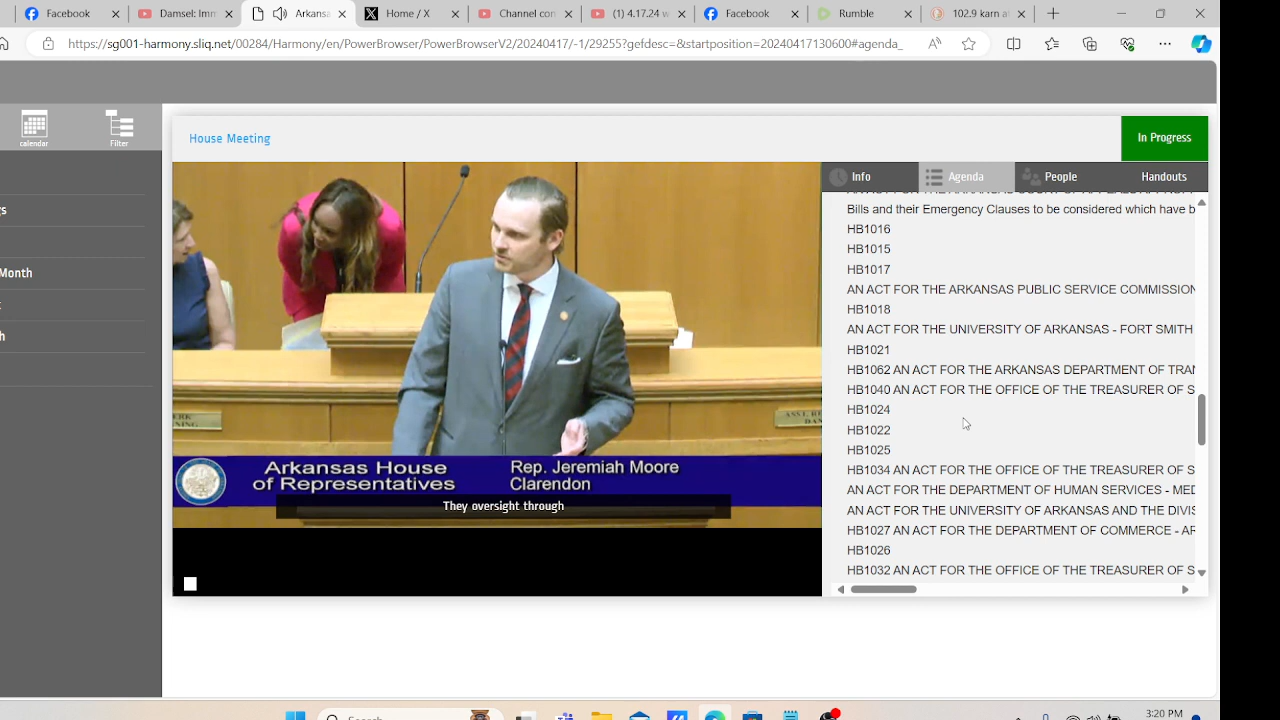 Facebook
Damsel: Imm
Arkansa
Home / X
Channel con
(1) 4.17.24 w
Facebook
Rumble
102.9 karn at
https://sg001-harmony.sliq.net/00284/Harmony/en/PowerBrowser/PowerBrowserV2/20240417/-1/29255?gefdesc=&startposition=20240417130600#agenda_
calendar
Filter
gs
Month
House Meeting
In Progress
Info
Agenda
People
Handouts
Bills and their Emergency Clauses to be considered which have b
HB1016
HB1015
HB1017
AN ACT FOR THE ARKANSAS PUBLIC SERVICE COMMISSION
HB1018
AN ACT FOR THE UNIVERSITY OF ARKANSAS - FORT SMITH
HB1021
HB1062 AN ACT FOR THE ARKANSAS DEPARTMENT OF TRAN
HB1040 AN ACT FOR THE OFFICE OF THE TREASURER OF S
HB1024
HB1022
HB1025
HB1034 AN ACT FOR THE OFFICE OF THE TREASURER OF S
AN ACT FOR THE DEPARTMENT OF HUMAN SERVICES - MED
AN ACT FOR THE UNIVERSITY OF ARKANSAS AND THE DIVIS
HB1027 AN ACT FOR THE DEPARTMENT OF COMMERCE - AR
HB1026
HB1032 AN ACT FOR THE OFFICE OF THE TREASURER OF S
Arkansas House
of Representatives
Rep. Jeremiah Moore
Clarendon
They oversight through
Search
3:20 PM